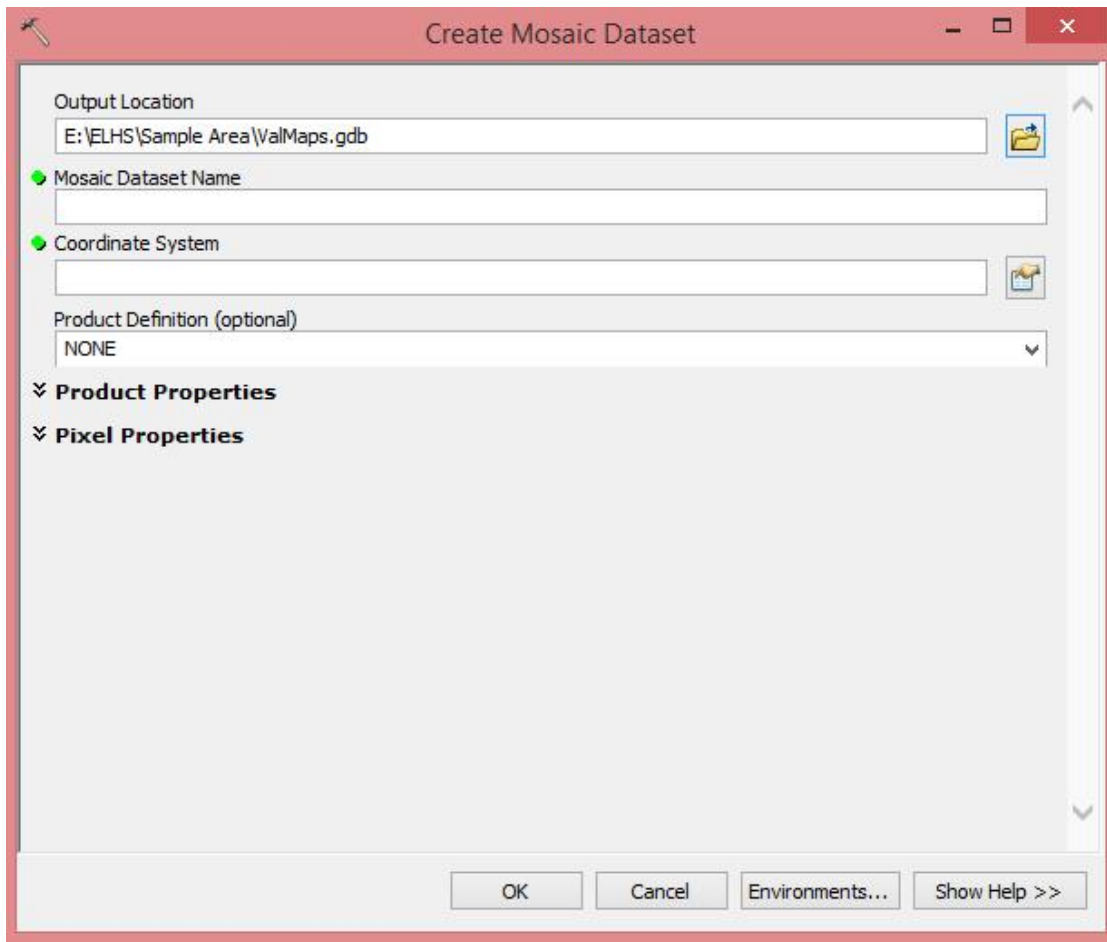 Create Mosaic Dataset
Output Location
E:\ELHS\Sample Area\ValMaps.gdb
Mosaic Dataset Name
Coordinate System
Product Definition (optional)
NONE
Product Properties
Pixel Properties
OK Cancel Environments... Show Help >>